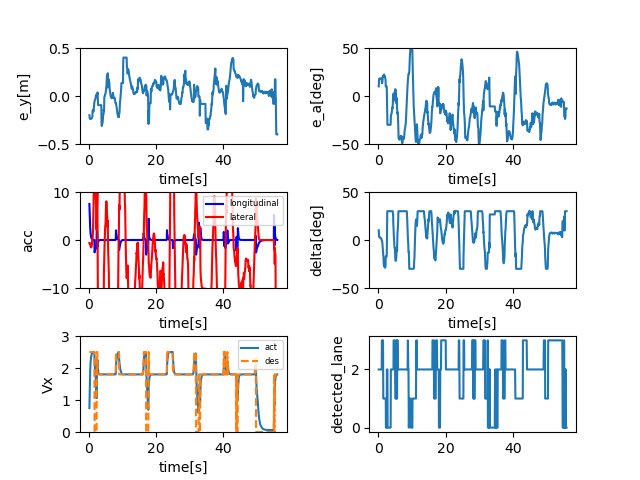 0.5
0.0
−0.5
e_y[m]
0
20
40
time[s]
50
0
−50
e_a[deg]
0
20
40
time[s]
10
0
−10
acc
longitudinal
lateral
0
20
40
time[s]
50
0
−50
delta[deg]
0
20
40
time[s]
3
2
1
0
Vx
act
des
0
20
40
time[s]
2
0
detected_lane
0
20
40
time[s]